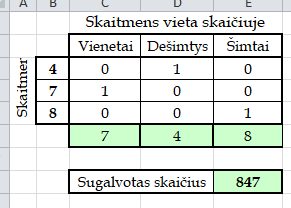 A B C D E
Skaitmens vieta skaičiuje
Vienetai Dešimtys Šimtai
Skaitmer
4 0 1 0
7 1 0 0
8 0 0 1
7 4 8
Sugalvotas skaičius 847